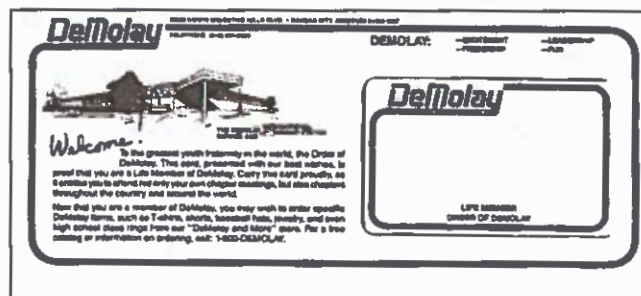 DeMolay
DEMOLAY: —EXCITEMENT —LEADERSHIP
—FRIENDSHIP —FUN
DeMolay
Welcome
To the greatest youth fraternity in the world, the Order of
DeMolay. This card, presented with our best wishes, is
proof that you are a Life Member of DeMolay. Carry this card proudly, as
it entitles you to attend not only your own chapter meetings, but also chapters
throughout the country and around the world.
Now that you are a member of DeMolay, you may wish to order specific
DeMolay items, such as T-shirts, shorts, baseball hats, jewelry, and even
high school class rings from our "DeMolay and More" store. For a free
catalog or information on ordering, call: 1-800-DEMOLAY.
LIFE MEMBER
ORDER OF DEMOLAY